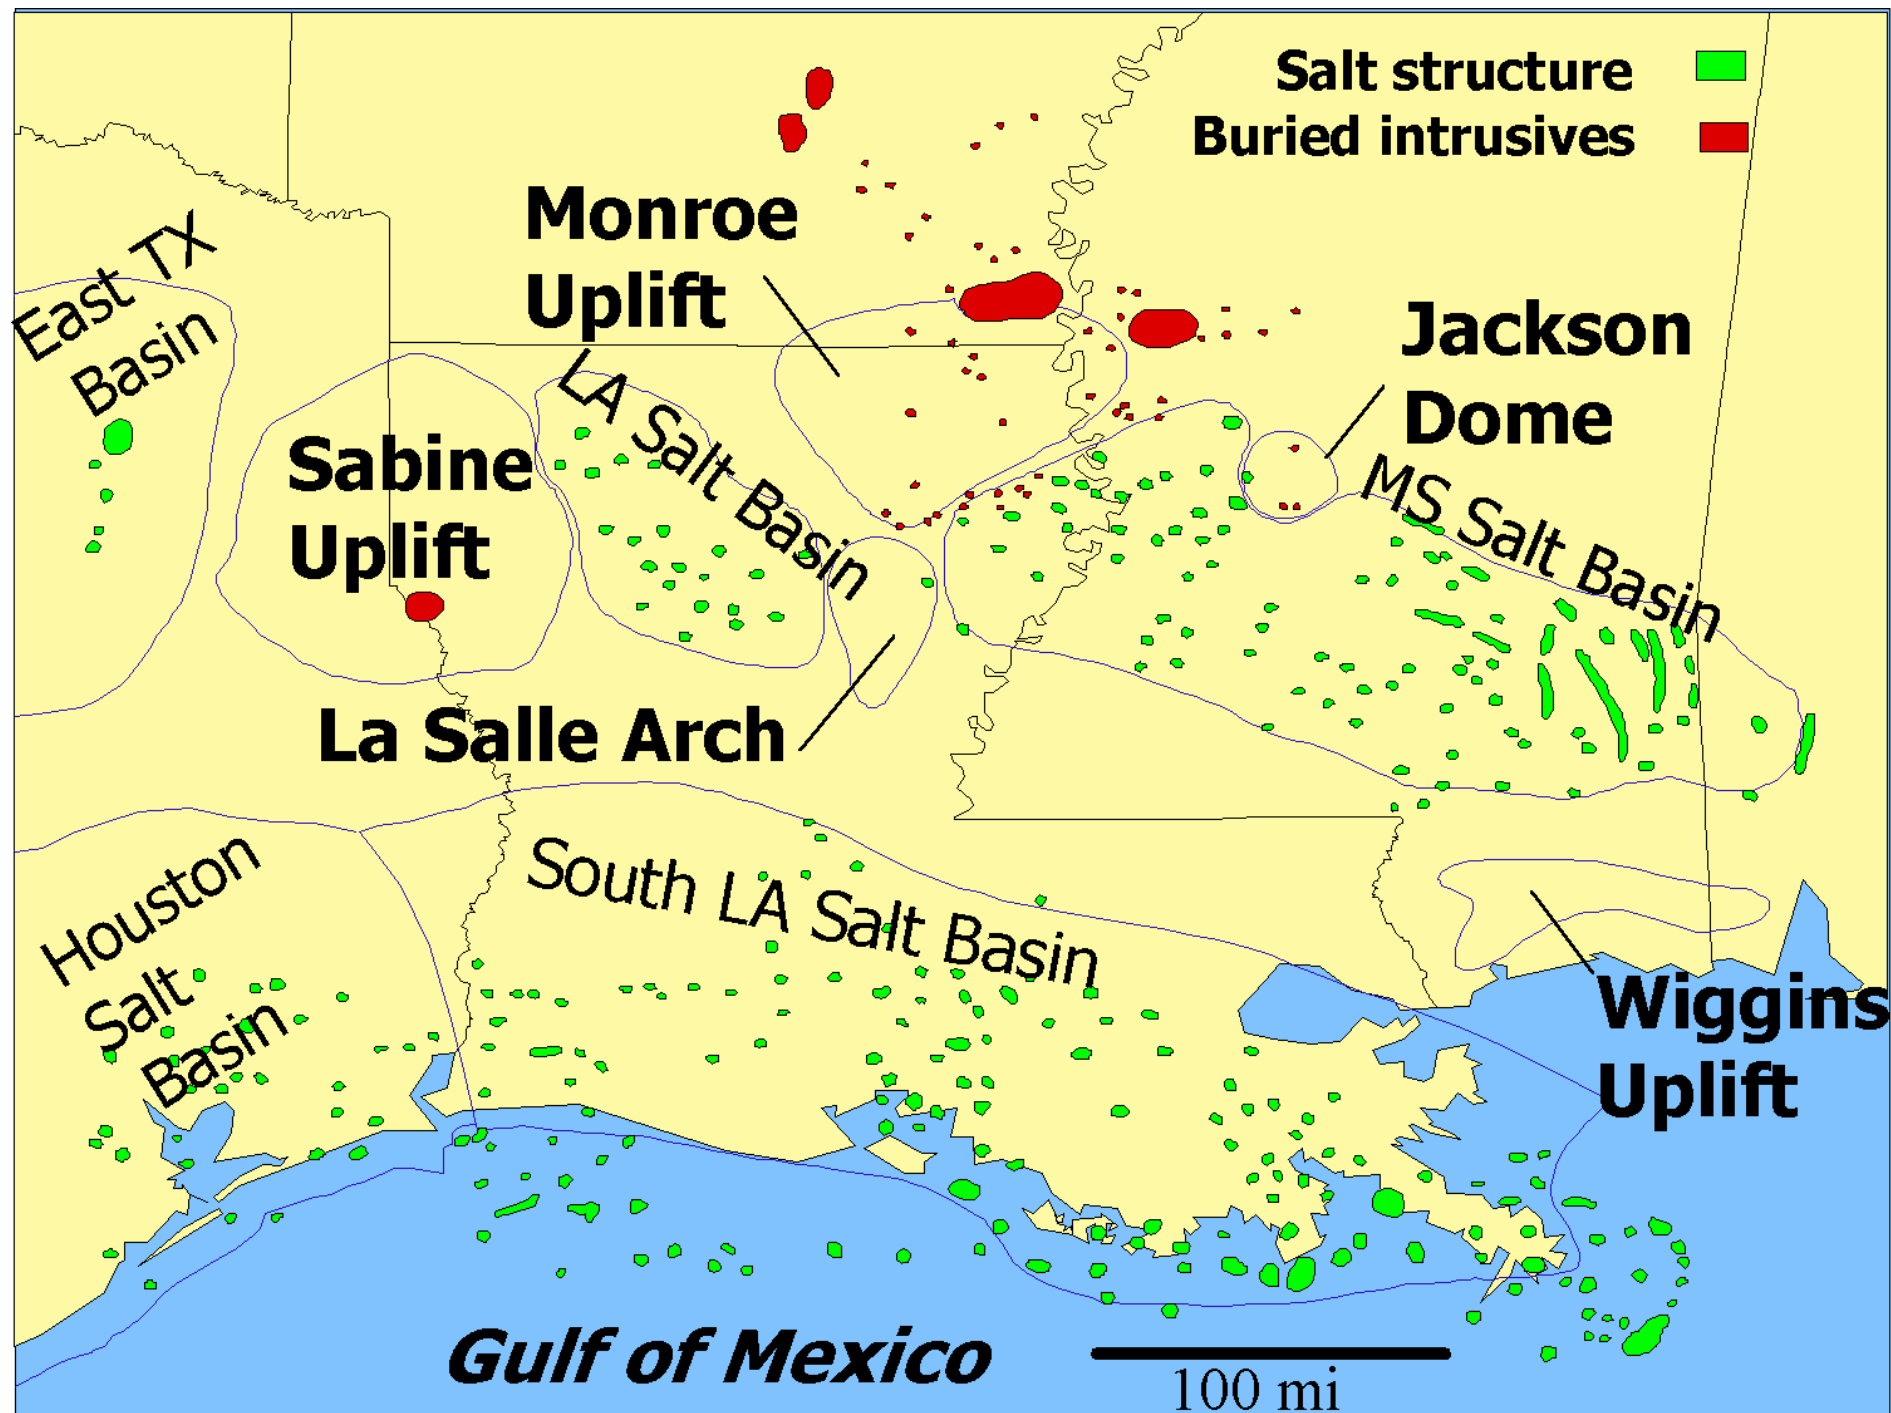 Salt structure
Buried intrusives
Monroe
Uplift
East TX
Basin
Jackson
Dome
LA Salt Basin
Sabine
Uplift
MS Salt Basin
La Salle Arch
South LA Salt Basin
Houston
Salt
Basin
Wiggins
Uplift
Gulf of Mexico
100 mi